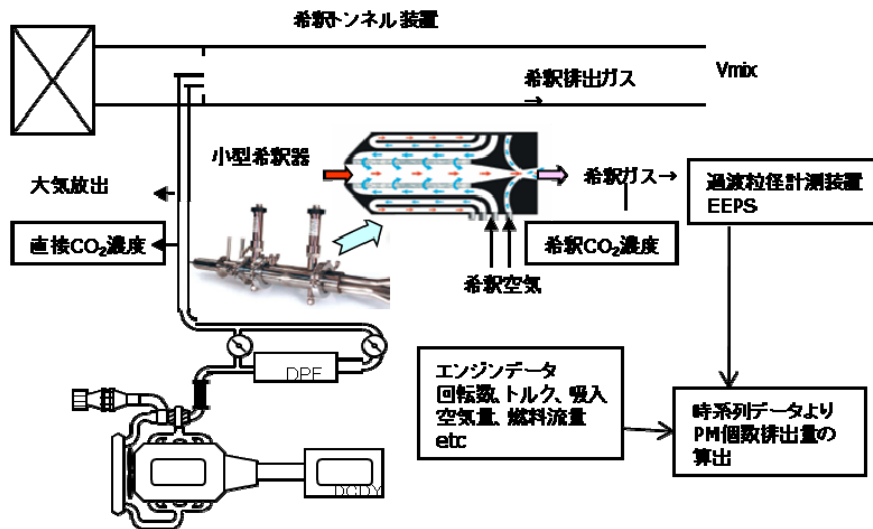 希釈トンネル装置
Vmix
希釈排出ガス
→
小型希釈器
大気放出
希釈ガス→
過渡粒径計測装置
EEPS
直接CO₂濃度
希釈CO₂濃度
希釈空気
DPF
エンジンデータ
回転数、トルク、吸入
空気量、燃料流量
etc
時系列データより
PM個数排出量の
算出
DCDY